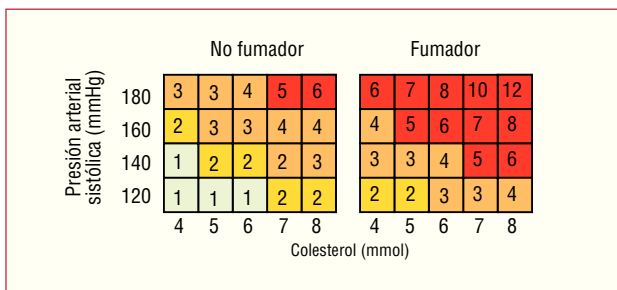 No fumador Fumador
Presión arterial
sistólica (mmHg)
180 3 3 4 5 6 6 7 8 10 12
160 2 3 3 4 4 4 5 6 7 8
140 1 2 2 2 3 3 3 4 5 6
120 1 1 1 2 2 2 2 3 3 4
4 5 6 7 8 4 5 6 7 8
Colesterol (mmol)